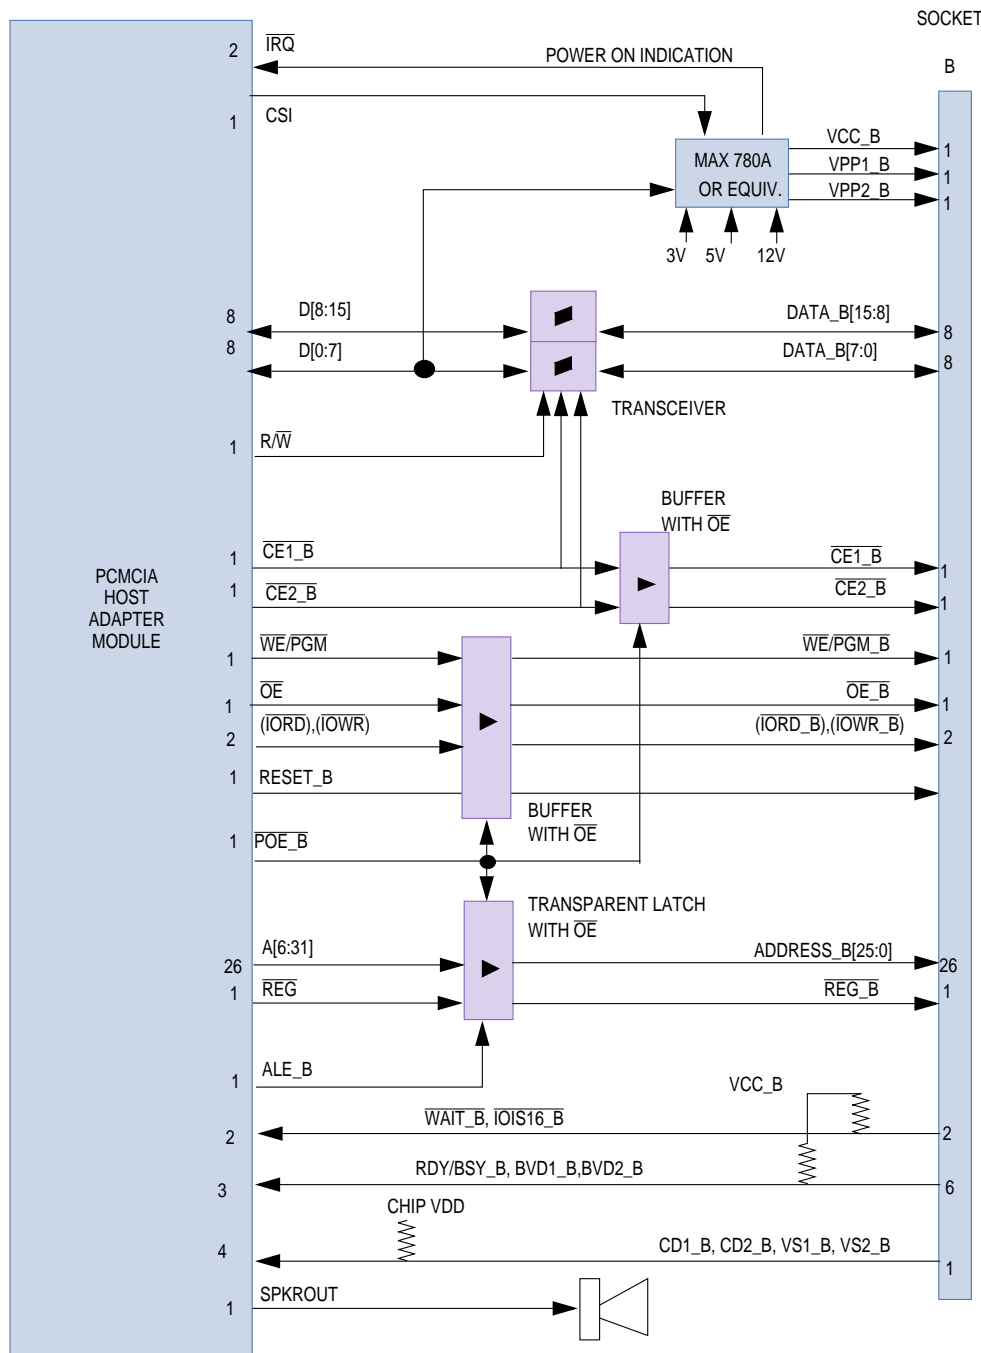 SOCKET
B
2 IRQ
POWER ON INDICATION
1 CSI
MAX 780A
OR EQUIV.
VCC_B 1
VPP1_B 1
VPP2_B 1
3V 5V 12V
8 D[8:15] DATA_B[15:8] 8
8 D[0:7] DATA_B[7:0] 8
TRANSCEIVER
1 R/W
BUFFER
WITH OE
1 CE1_B CE1_B 1
1 CE2_B CE2_B 1
PCMCIA
HOST
ADAPTER
MODULE
1 WE/PGM WE/PGM_B 1
1 OE OE_B 1
2 (IORD),(IOWR) (IORD_B),(IOWR_B) 2
1 RESET_B
BUFFER
WITH OE
1 POE_B
TRANSPARENT LATCH
WITH OE
26 A[6:31] ADDRESS_B[25:0] 26
1 REG REG_B 1
1 ALE_B
VCC_B
2 WAIT_B, IOIS16_B 2
3 RDY/BSY_B, BVD1_B,BVD2_B 6
CHIP VDD
4 CD1_B, CD2_B, VS1_B, VS2_B 1
1 SPKROUT